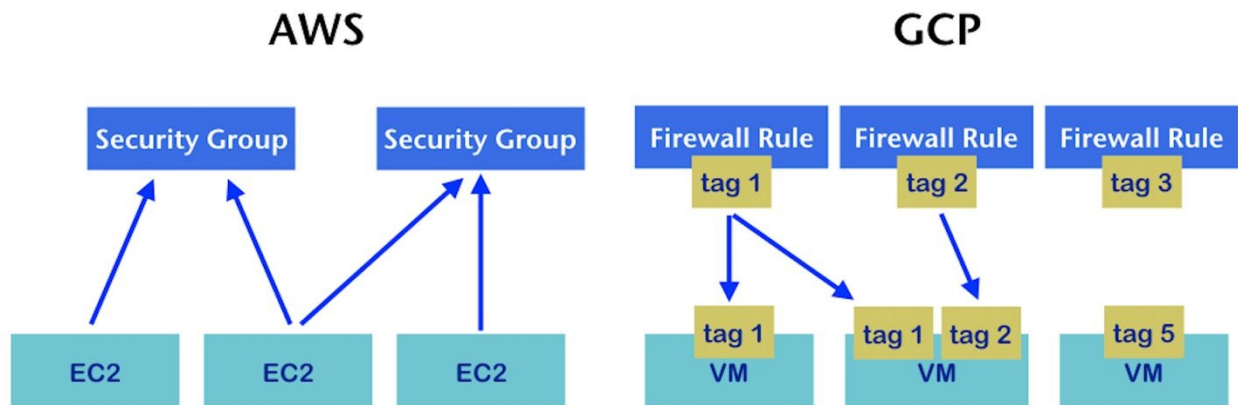 AWS
GCP
Security Group
Security Group
Firewall Rule
Firewall Rule
Firewall Rule
tag 1
tag 2
tag 3
tag 1
tag 1
tag 2
tag 5
EC2
EC2
EC2
VM
VM
VM